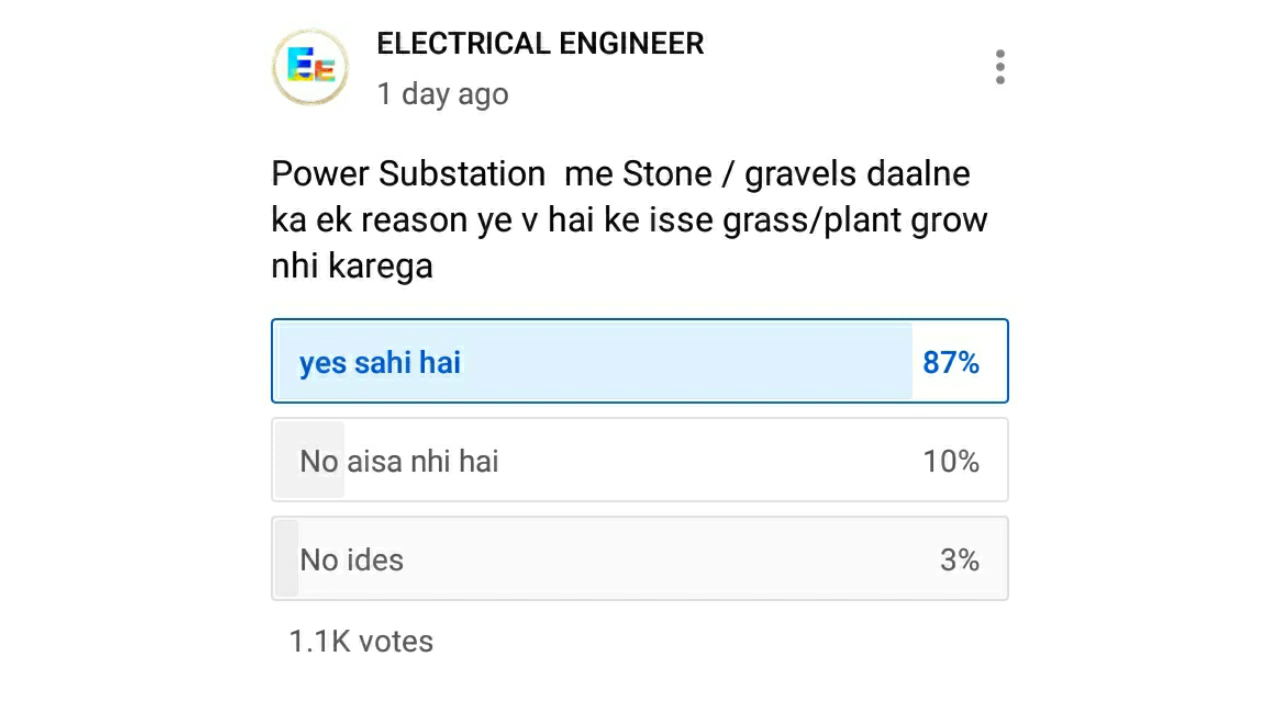 Ee
ELECTRICAL ENGINEER
1 day ago
Power Substation me Stone / gravels daalne
ka ek reason ye v hai ke isse grass/plant grow
nhi karega
yes sahi hai 87%
No aisa nhi hai 10%
No ides 3%
1.1K votes